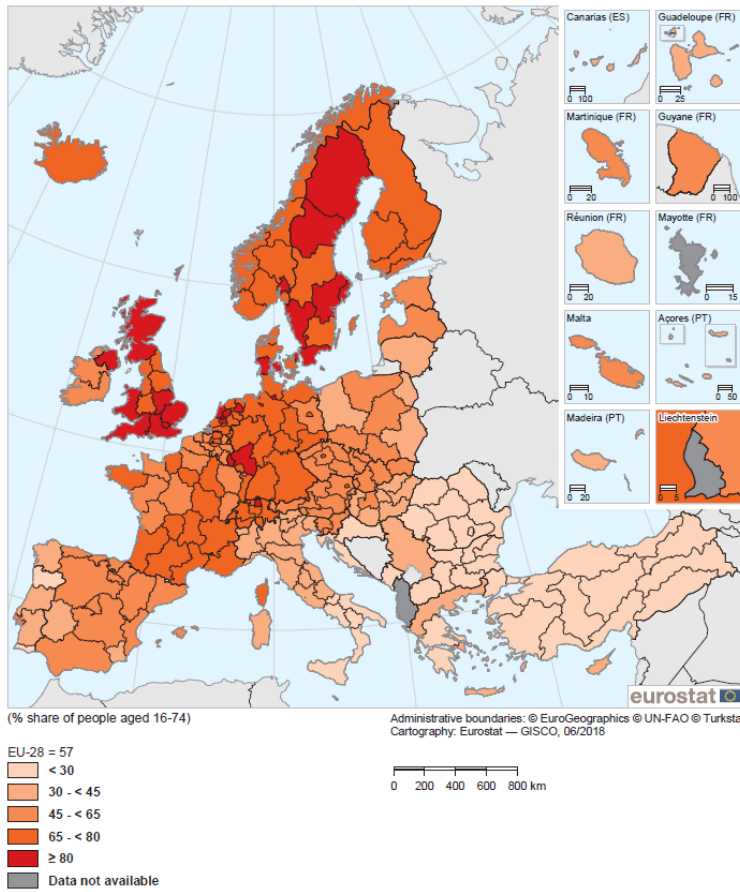 Canarias (ES)
0 100
Guadeloupe (FR)
0 25
Martinique (FR)
0 20
Guyane (FR)
0 100
Réunion (FR)
0 20
Mayotte (FR)
0 15
Malta
0 10
Açores (PT)
0 50
Madeira (PT)
0 20
Liechtenstein
0 5
eurostat
(% share of people aged 16-74)
Administrative boundaries: © EuroGeographics © UN-FAO © Turksta
Cartography: Eurostat — GISCO, 06/2018
EU-28 = 57
< 30
30 - < 45
45 - < 65
65 - < 80
≥ 80
Data not available
0 200 400 600 800 km